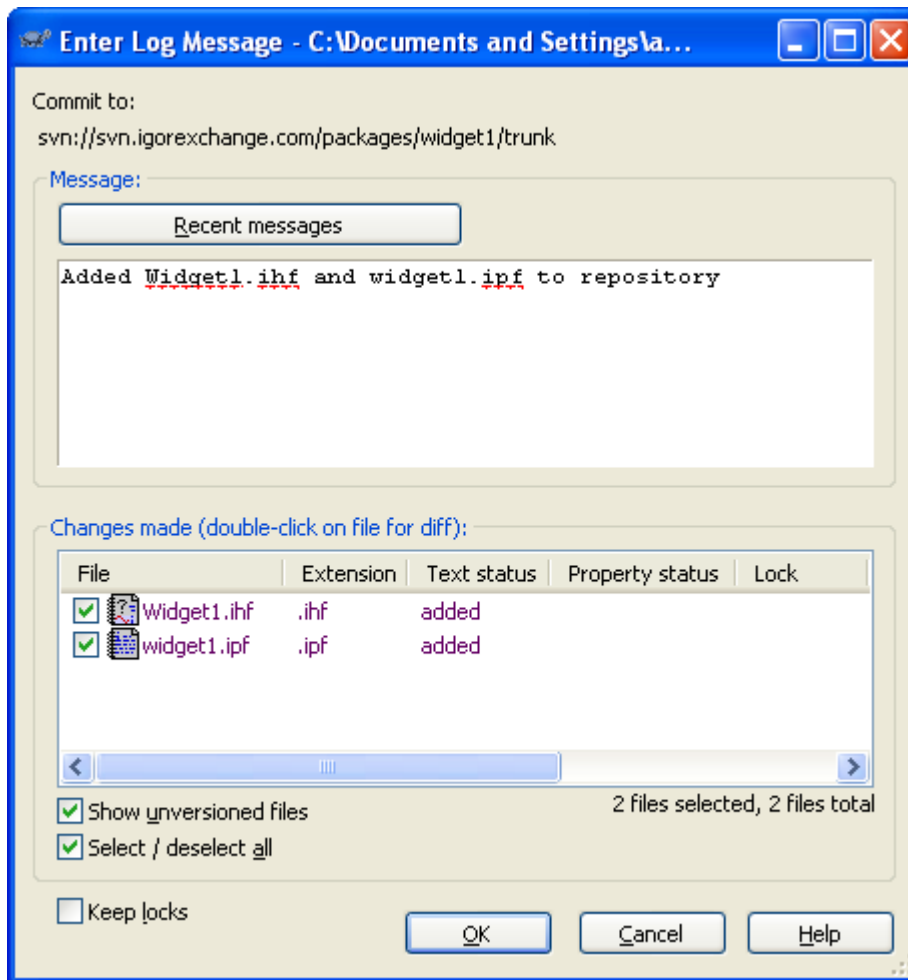 Enter Log Message - C:\Documents and Settings\a...
Commit to:
svn://svn.igorexchange.com/packages/widget1/trunk
Message:
Recent messages
Added Widget1.ihf and widget1.ipf to repository
Changes made (double-click on file for diff):
File Extension Text status Property status Lock
Widget1.ihf .ihf added
widget1.ipf .ipf added
Show unversioned files 2 files selected, 2 files total
Select / deselect all
Keep locks
OK Cancel Help